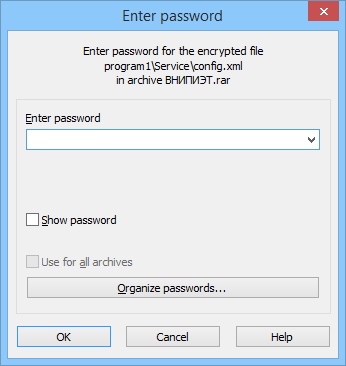 Enter password
Enter password for the encrypted file
program1\Service\config.xml
in archive ВНИПИЭТ.rar
Enter password
Show password
Use for all archives
Organize passwords...
OK
Cancel
Help